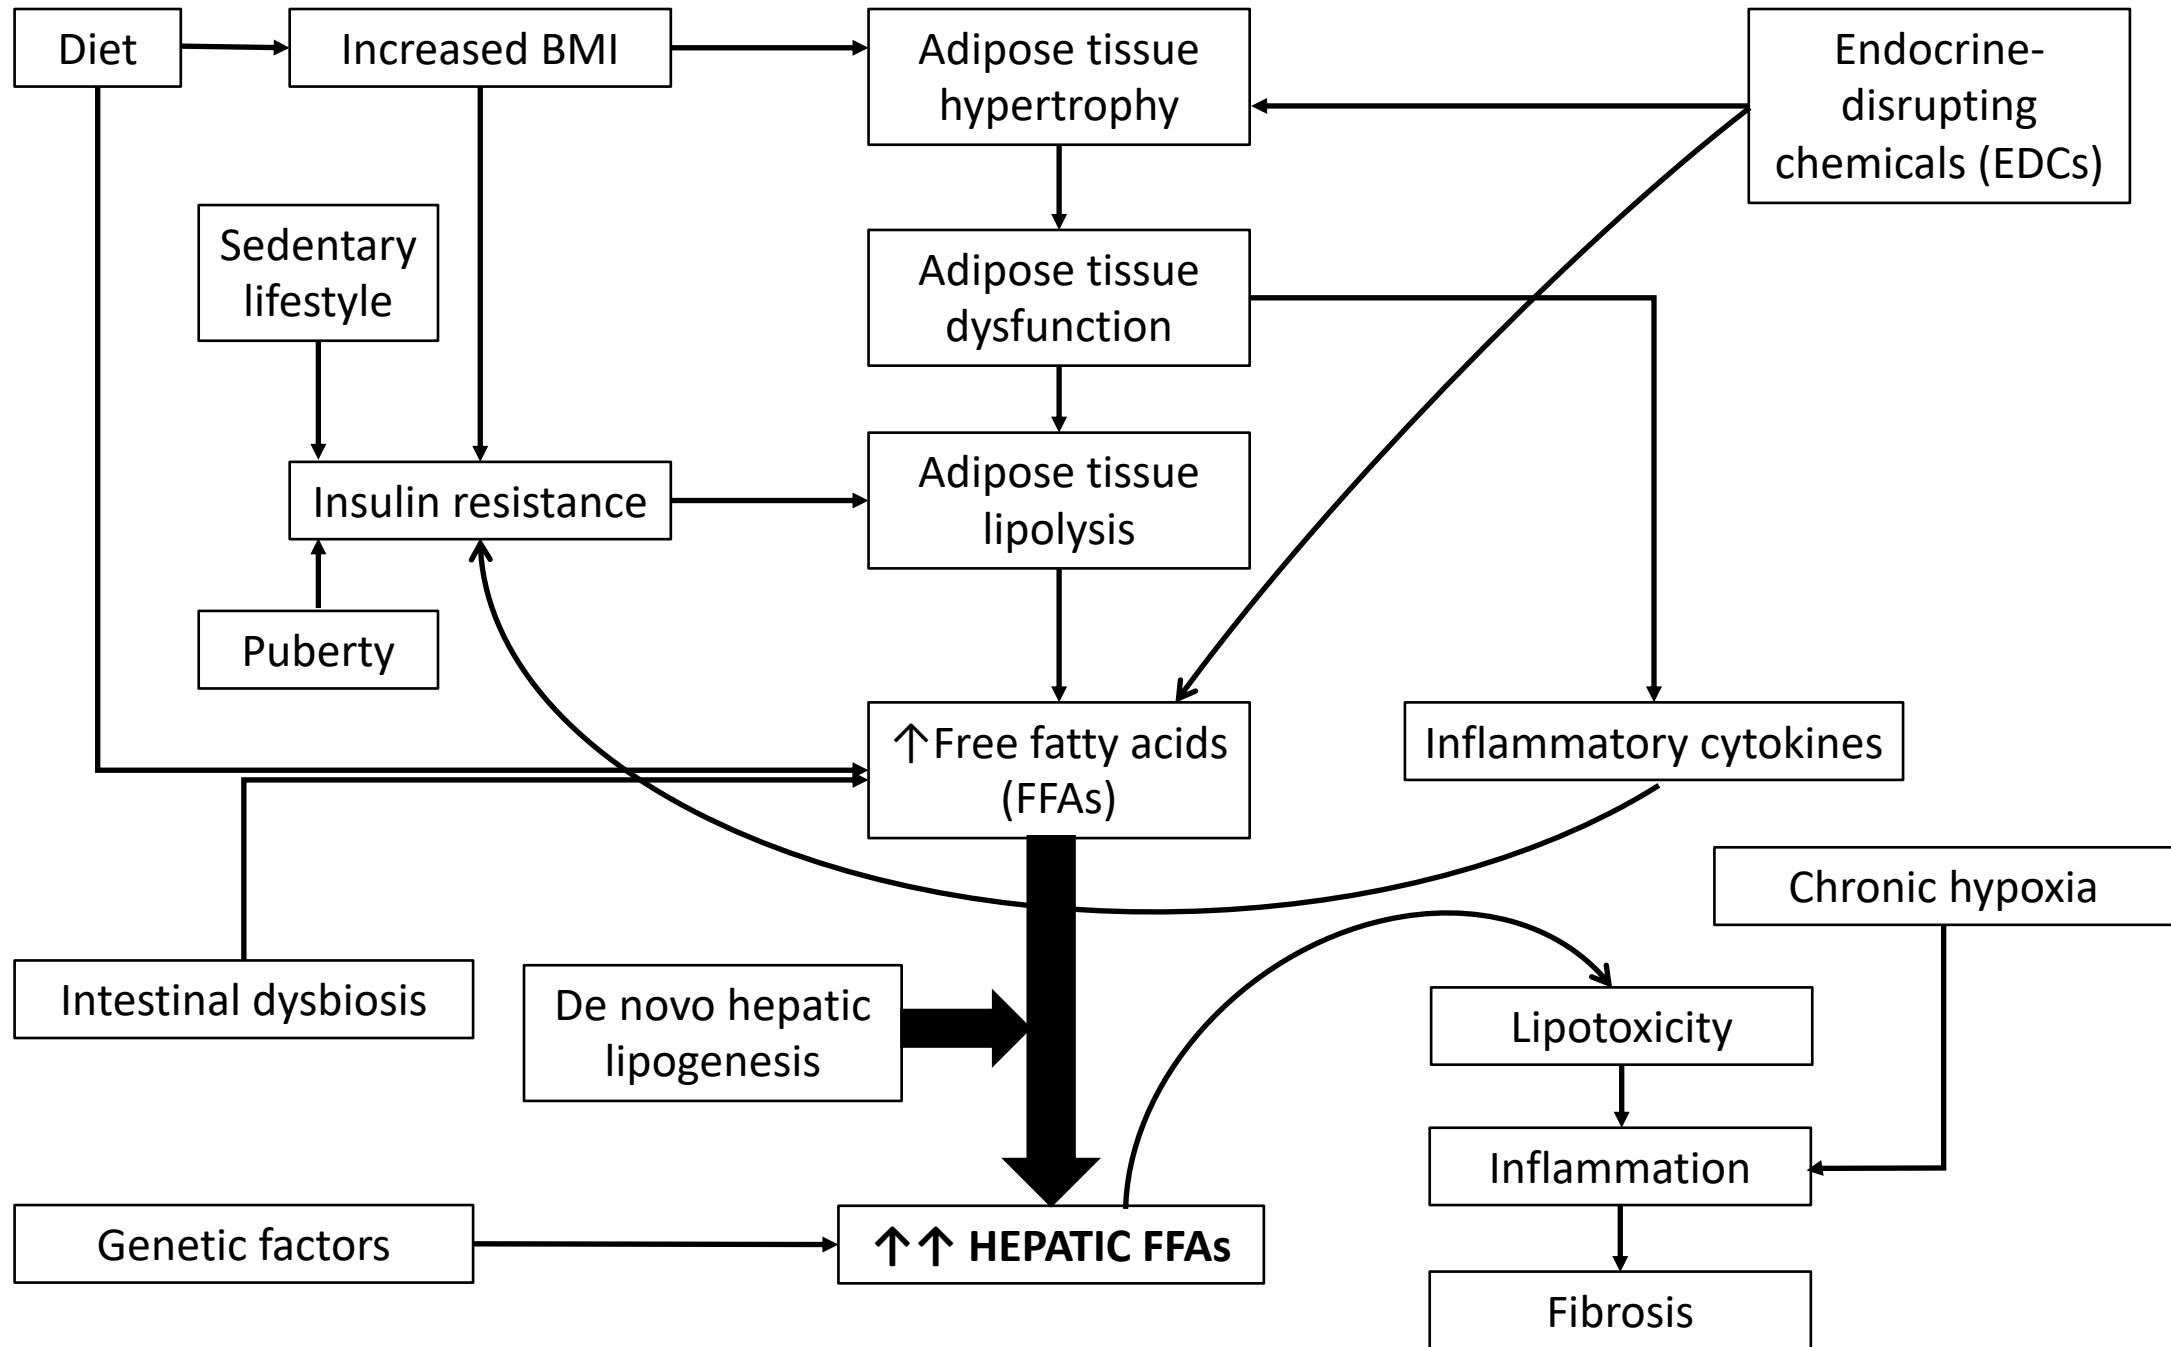 Diet
Increased BMI
Adipose tissue
hypertrophy
Endocrine-
disrupting
chemicals (EDCs)
Sedentary
lifestyle
Adipose tissue
dysfunction
Insulin resistance
Adipose tissue
lipolysis
Puberty
↑Free fatty acids
(FFAs)
Inflammatory cytokines
Chronic hypoxia
Intestinal dysbiosis
De novo hepatic
lipogenesis
Lipotoxicity
Inflammation
Genetic factors
↑↑ HEPATIC FFAs
Fibrosis